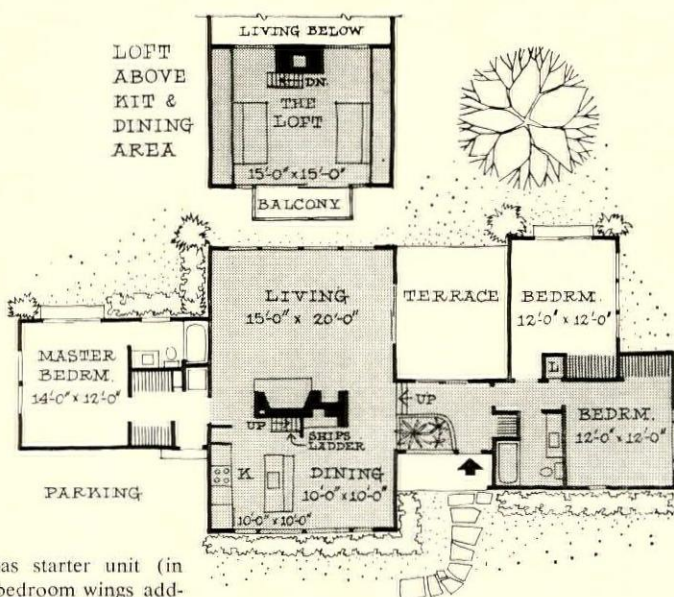 LIVING BELOW
LOFT
ABOVE
KIT &
DINING
AREA
DN.
THE
LOFT
15'-0" x 15'-0"
BALCONY
LIVING
15'-0" x 20'-0"
TERRACE
BEDRM.
12'-0" x 12'-0"
MASTER
BEDRM.
14'-0" x 12'-0"
L
UP
BEDRM.
12'-0" x 12'-0"
UP
SHIPS
LADDER
K
DINING
10'-0" x 10'-0"
10'-0" x 10'-0"
PARKING
as starter unit (in
bedroom wings add-